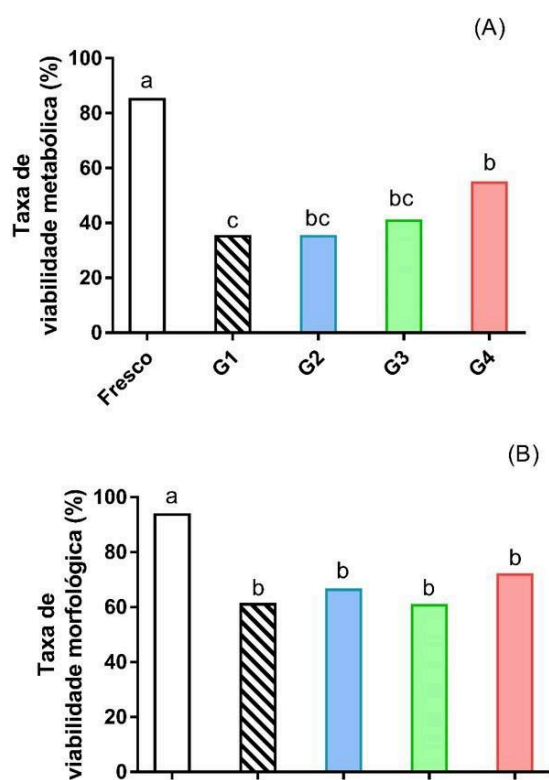 (A)
Taxa de
viabilidade metabólica (%)
100
80
60
40
20
0
a
c
bc
bc
b
Fresco
G1
G2
G3
G4
(B)
Taxa de
viabilidade morfológica (%)
100
80
60
40
20
0
a
b
b
b
b